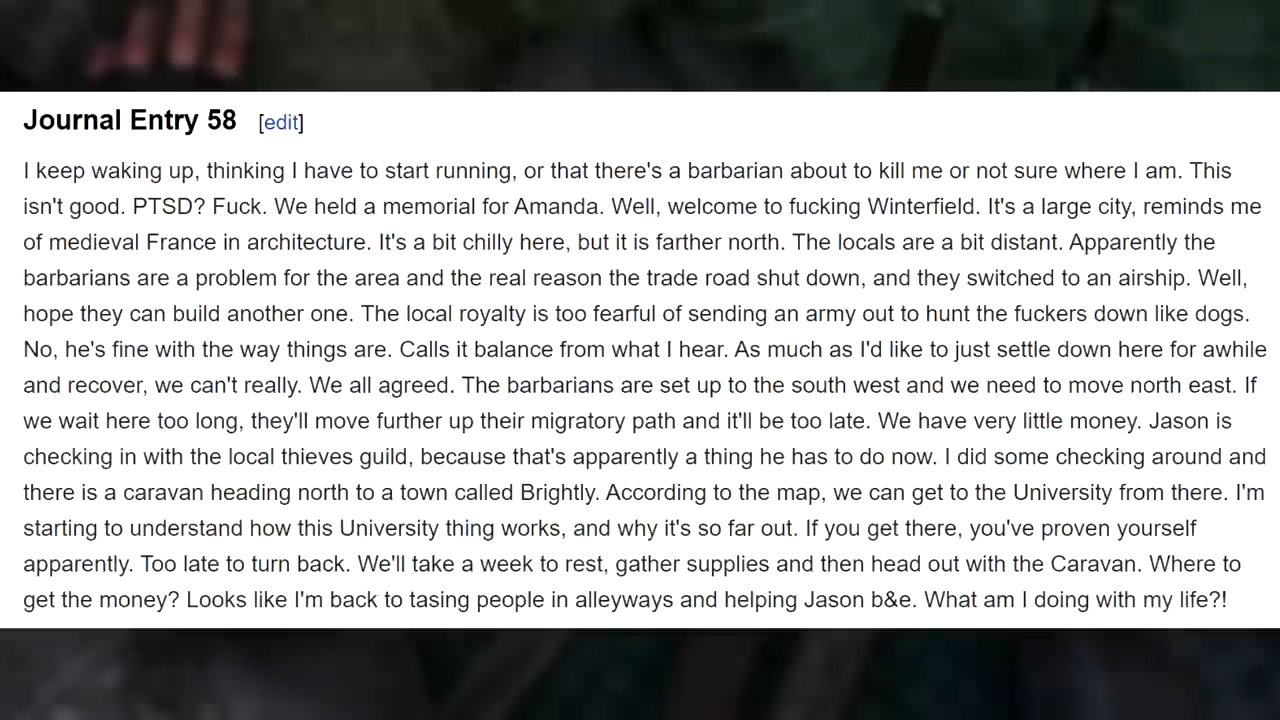 Journal Entry 58 [edit]
I keep waking up, thinking I have to start running, or that there's a barbarian about to kill me or not sure where I am. This
isn't good. PTSD? Fuck. We held a memorial for Amanda. Well, welcome to fucking Winterfield. It's a large city, reminds me
of medieval France in architecture. It's a bit chilly here, but it is farther north. The locals are a bit distant. Apparently the
barbarians are a problem for the area and the real reason the trade road shut down, and they switched to an airship. Well,
hope they can build another one. The local royalty is too fearful of sending an army out to hunt the fuckers down like dogs.
No, he's fine with the way things are. Calls it balance from what I hear. As much as I'd like to just settle down here for awhile
and recover, we can't really. We all agreed. The barbarians are set up to the south west and we need to move north east. If
we wait here too long, they'll move further up their migratory path and it'll be too late. We have very little money. Jason is
checking in with the local thieves guild, because that's apparently a thing he has to do now. I did some checking around and
there is a caravan heading north to a town called Brightly. According to the map, we can get to the University from there. I'm
starting to understand how this University thing works, and why it's so far out. If you get there, you've proven yourself
apparently. Too late to turn back. We'll take a week to rest, gather supplies and then head out with the Caravan. Where to
get the money? Looks like I'm back to tasing people in alleyways and helping Jason b&e. What am I doing with my life?!